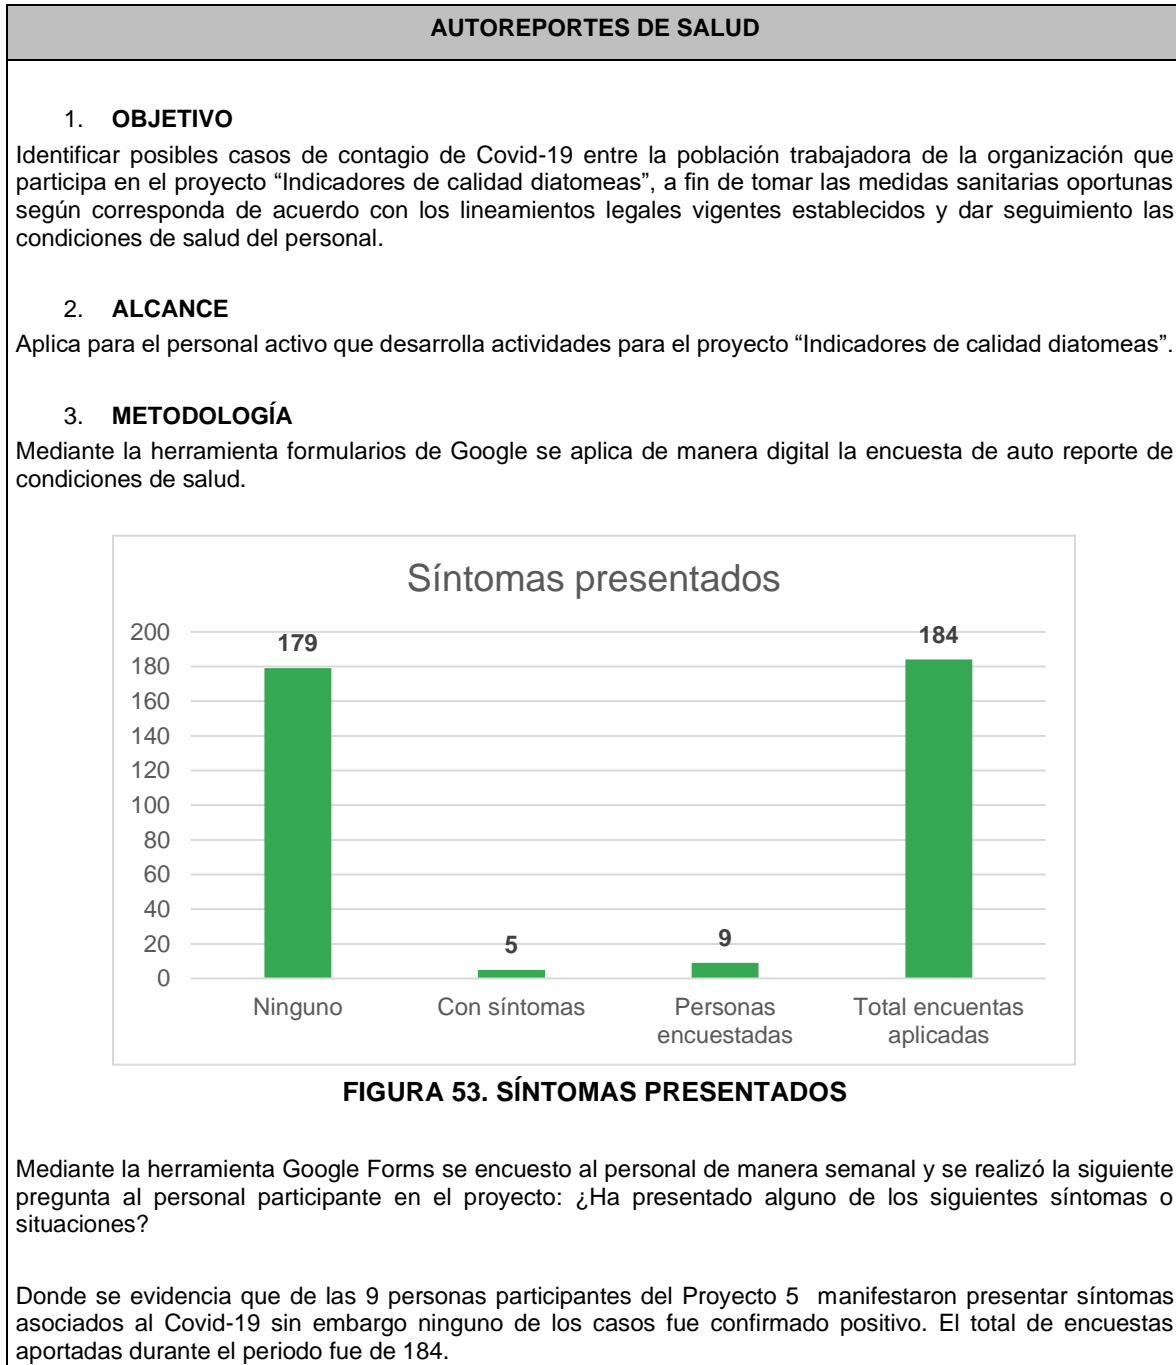 AUTOREPORTES DE SALUD
1. OBJETIVO
Identificar posibles casos de contagio de Covid-19 entre la población trabajadora de la organización que
participa en el proyecto “Indicadores de calidad diatomeas”, a fin de tomar las medidas sanitarias oportunas
según corresponda de acuerdo con los lineamientos legales vigentes establecidos y dar seguimiento las
condiciones de salud del personal.
2. ALCANCE
Aplica para el personal activo que desarrolla actividades para el proyecto “Indicadores de calidad diatomeas”.
3. METODOLOGÍA
Mediante la herramienta formularios de Google se aplica de manera digital la encuesta de auto reporte de
condiciones de salud.
Síntomas presentados
200
180
160
140
120
100
80
60
40
20
0
179
5
9
184
Ninguno
Con síntomas
Personas
encuestadas
Total encuentas
aplicadas
FIGURA 53. SÍNTOMAS PRESENTADOS
Mediante la herramienta Google Forms se encuesto al personal de manera semanal y se realizó la siguiente
pregunta al personal participante en el proyecto: ¿Ha presentado alguno de los siguientes síntomas o
situaciones?
Donde se evidencia que de las 9 personas participantes del Proyecto 5 manifestaron presentar síntomas
asociados al Covid-19 sin embargo ninguno de los casos fue confirmado positivo. El total de encuestas
aportadas durante el periodo fue de 184.